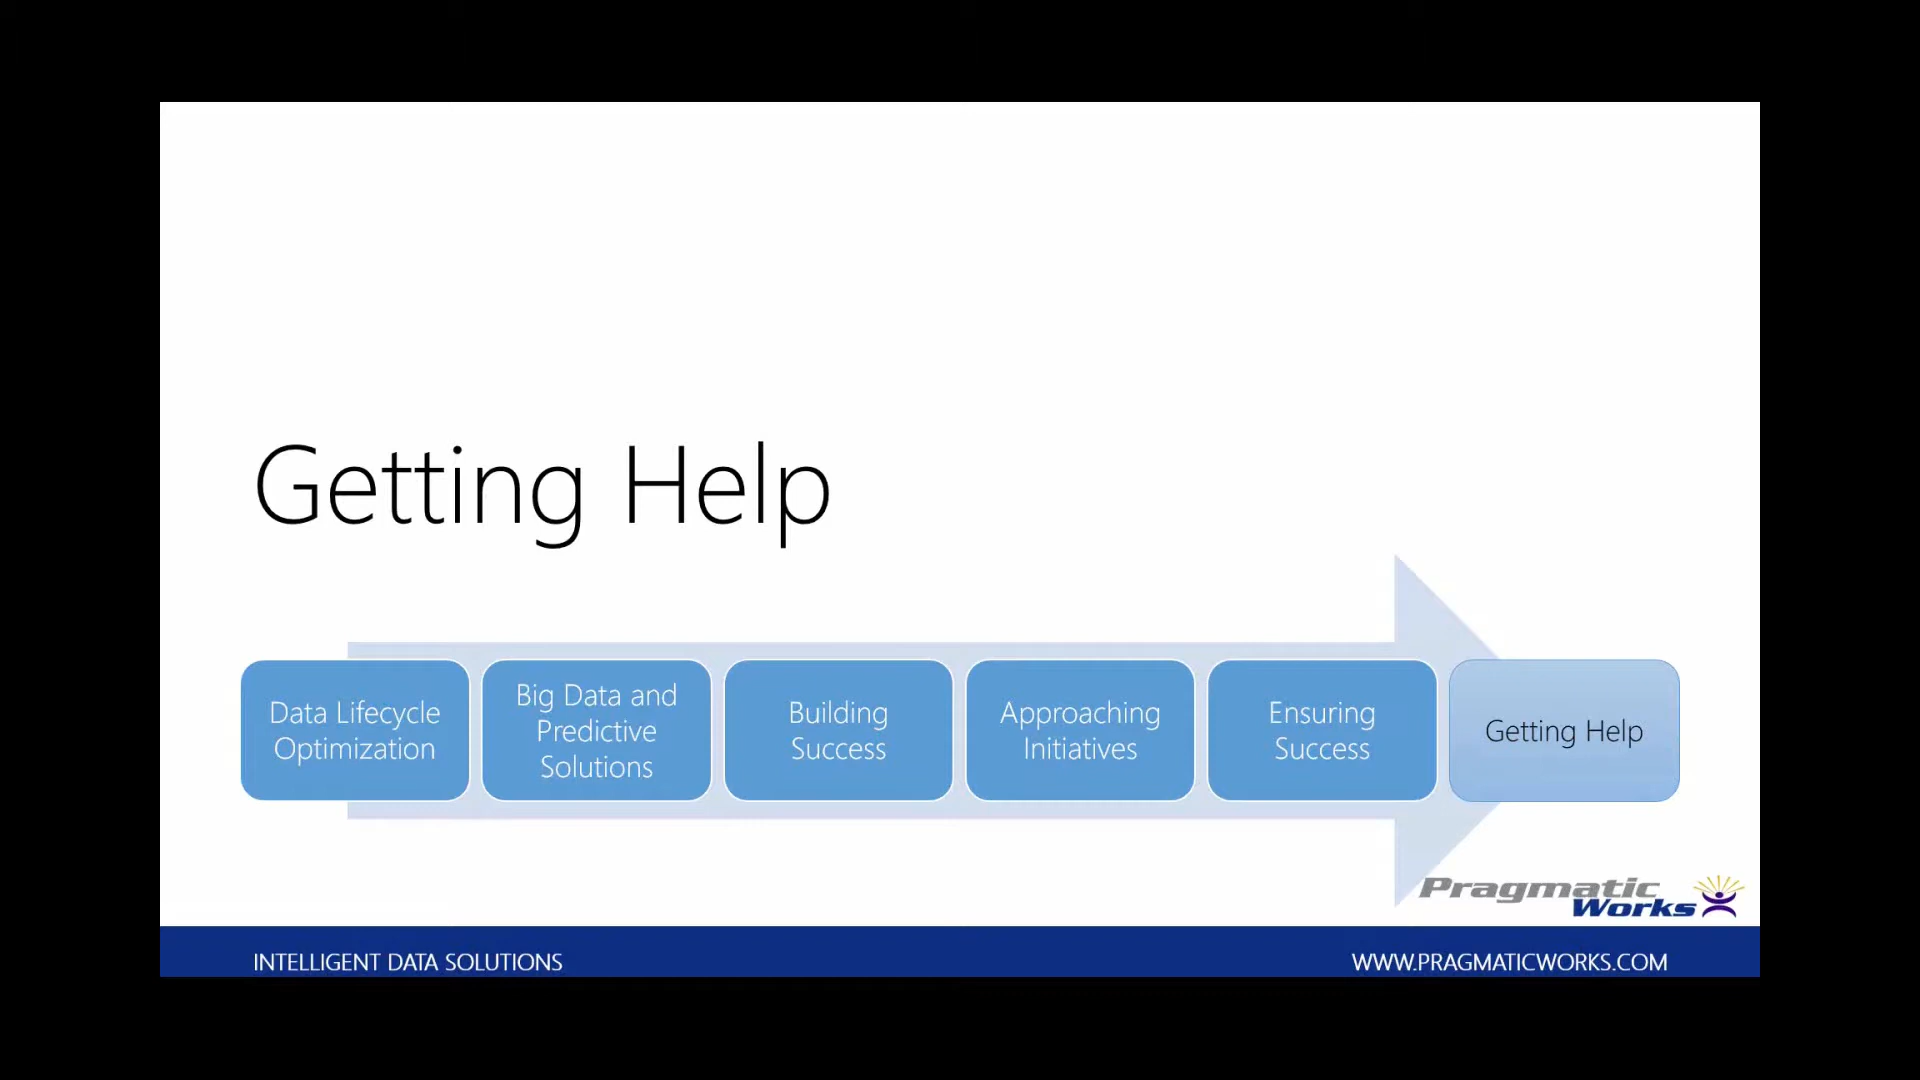 Getting Help
Data Lifecycle
Optimization
Big Data and
Predictive
Solutions
Building
Success
Approaching
Initiatives
Ensuring
Success
Getting Help
Pragmatic
Works
INTELLIGENT DATA SOLUTIONS
WWW.PRAGMATICWORKS.COM